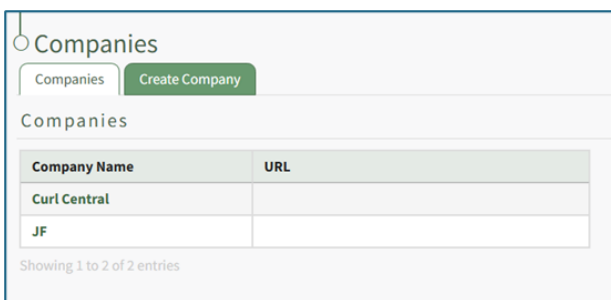 Companies
Companies Create Company
Companies
Company Name URL
Curl Central
JF
Showing 1 to 2 of 2 entries